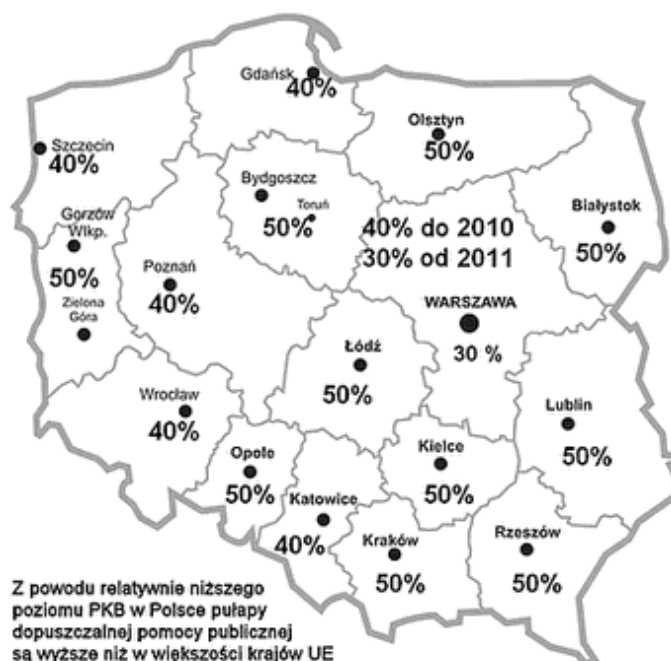 Gdańsk
40%
Olsztyn
50%
Szczecin
40%
Bydgoszcz
Toruń
50%
40% do 2010
30% od 2011
Białystok
50%
Gorzów
Wlkp.
50%
Zielona
Góra
Poznań
40%
WARSZAWA
30 %
Łódź
50%
Wrocław
40%
Lublin
50%
Opole
50%
Kielce
50%
Katowice
40%
Kraków
50%
Rzeszów
50%
Z powodu relatywnie niższego
poziomu PKB w Polsce pułapy
dopuszczalnej pomocy publicznej
są wyższe niż w większości krajów UE